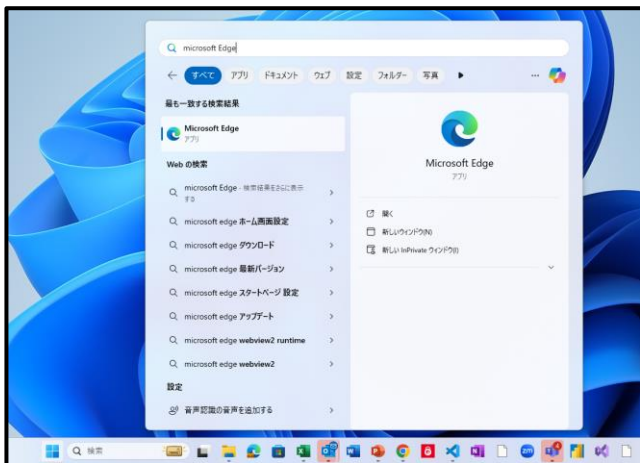 microsoft Edge
すべて アプリ ドキュメント ウェブ 設定 フォルダー 写真
最も一致する検索結果
Microsoft Edge
アプリ
Web の検索
microsoft Edge - 検索結果をさらに表示
する
microsoft edge ホーム画面設定
microsoft edge ダウンロード
microsoft edge 最新バージョン
microsoft edge スタートページ 設定
microsoft edge アップデート
microsoft edge webview2 runtime
microsoft edge webview2
設定
音声認識の音声を追加する
Microsoft Edge
アプリ
開く
新しいウィンドウ(N)
新しい InPrivate ウィンドウ(I)
検索
zm